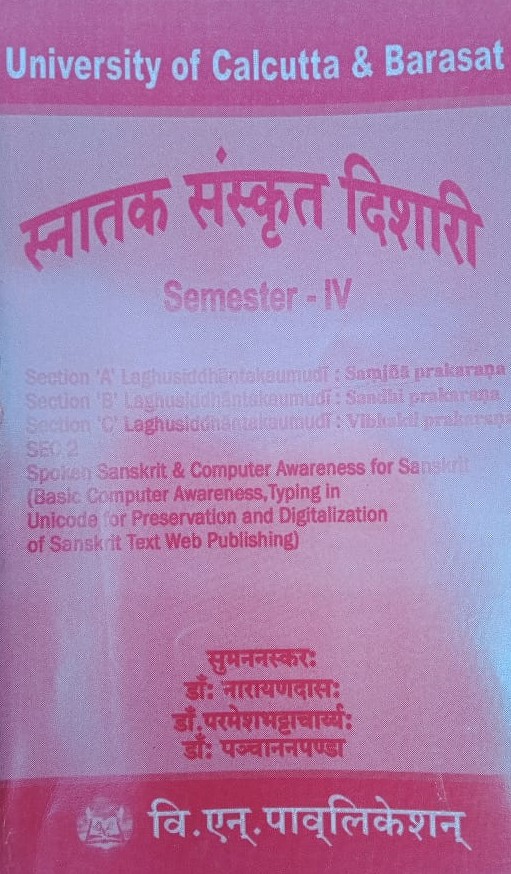 University of Calcutta & Barasat
स्नातक संस्कृत दिशारी
Semester - IV
Section 'A' Laghusiddhāntakaumudī : Saṃjñā prakaraṇa
Section 'B' Laghusiddhāntakaumudī : Sandhi prakaraṇa
Section 'C' Laghusiddhāntakaumudī : Vibhakti prakaraṇa
SEC 2
Spoken Sanskrit & Computer Awareness for Sanskrit
(Basic Computer Awareness,Typing in
Unicode for Preservation and Digitalization
of Sanskrit Text Web Publishing)
सुमननस्करः
डाँः नारायणदासः
डाँ.परमेशभट्टाचार्य्यः
डाँः पञ्चाननपण्डा
वि.एन्.पाव्लिकेशन्